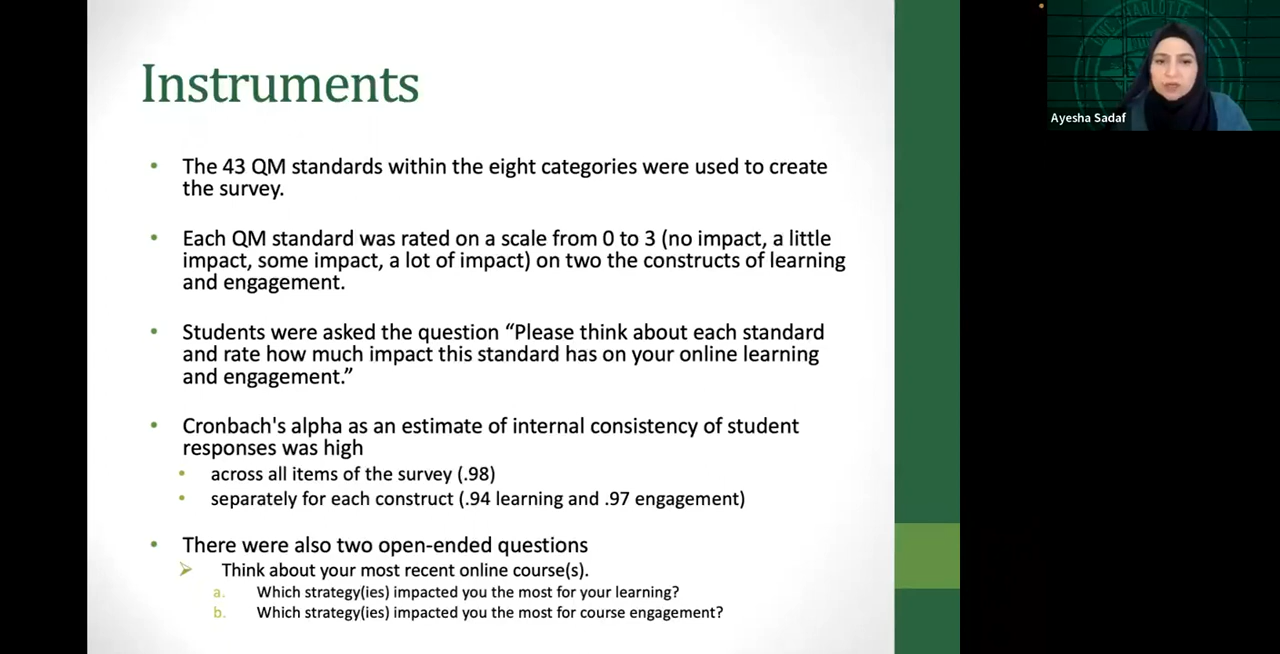 Instruments
• The 43 QM standards within the eight categories were used to create
the survey.
• Each QM standard was rated on a scale from 0 to 3 (no impact, a little
impact, some impact, a lot of impact) on two the constructs of learning
and engagement.
• Students were asked the question “Please think about each standard
and rate how much impact this standard has on your online learning
and engagement.”
• Cronbach's alpha as an estimate of internal consistency of student
responses was high
• across all items of the survey (.98)
• separately for each construct (.94 learning and .97 engagement)
• There were also two open-ended questions
➢ Think about your most recent online course(s).
a. Which strategy(ies) impacted you the most for your learning?
b. Which strategy(ies) impacted you the most for course engagement?
CHARLOTTE
Ayesha Sadaf